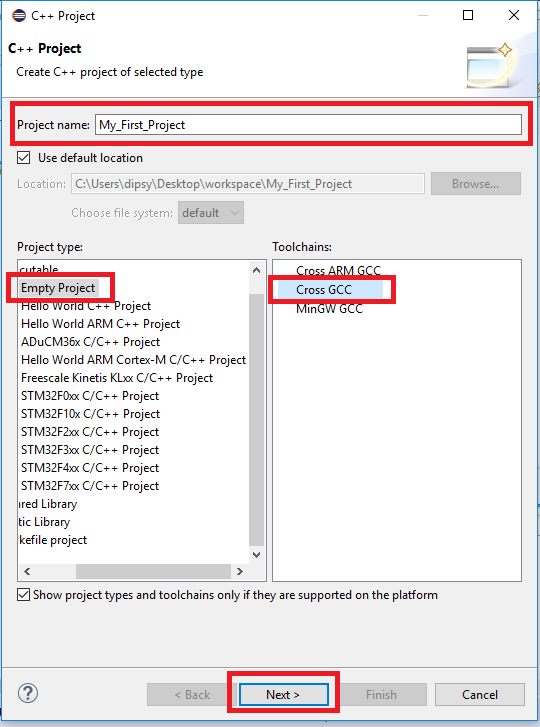 C++ Project
C++ Project
Create C++ project of selected type
Project name: My_First_Project
Use default location
Location: C:\Users\dipsy\Desktop\workspace\My_First_Project Browse...
Choose file system: default
Project type:
cutable
Empty Project
Hello World C++ Project
Hello World ARM C++ Project
ADuCM36x C/C++ Project
Hello World ARM Cortex-M C/C++ Project
Freescale Kinetis KLxx C/C++ Project
STM32F0xx C/C++ Project
STM32F10x C/C++ Project
STM32F2xx C/C++ Project
STM32F3xx C/C++ Project
STM32F4xx C/C++ Project
STM32F7xx C/C++ Project
ared Library
tic Library
kefile project
Toolchains:
Cross ARM GCC
Cross GCC
MinGW GCC
Show project types and toolchains only if they are supported on the platform
? < Back Next > Finish Cancel